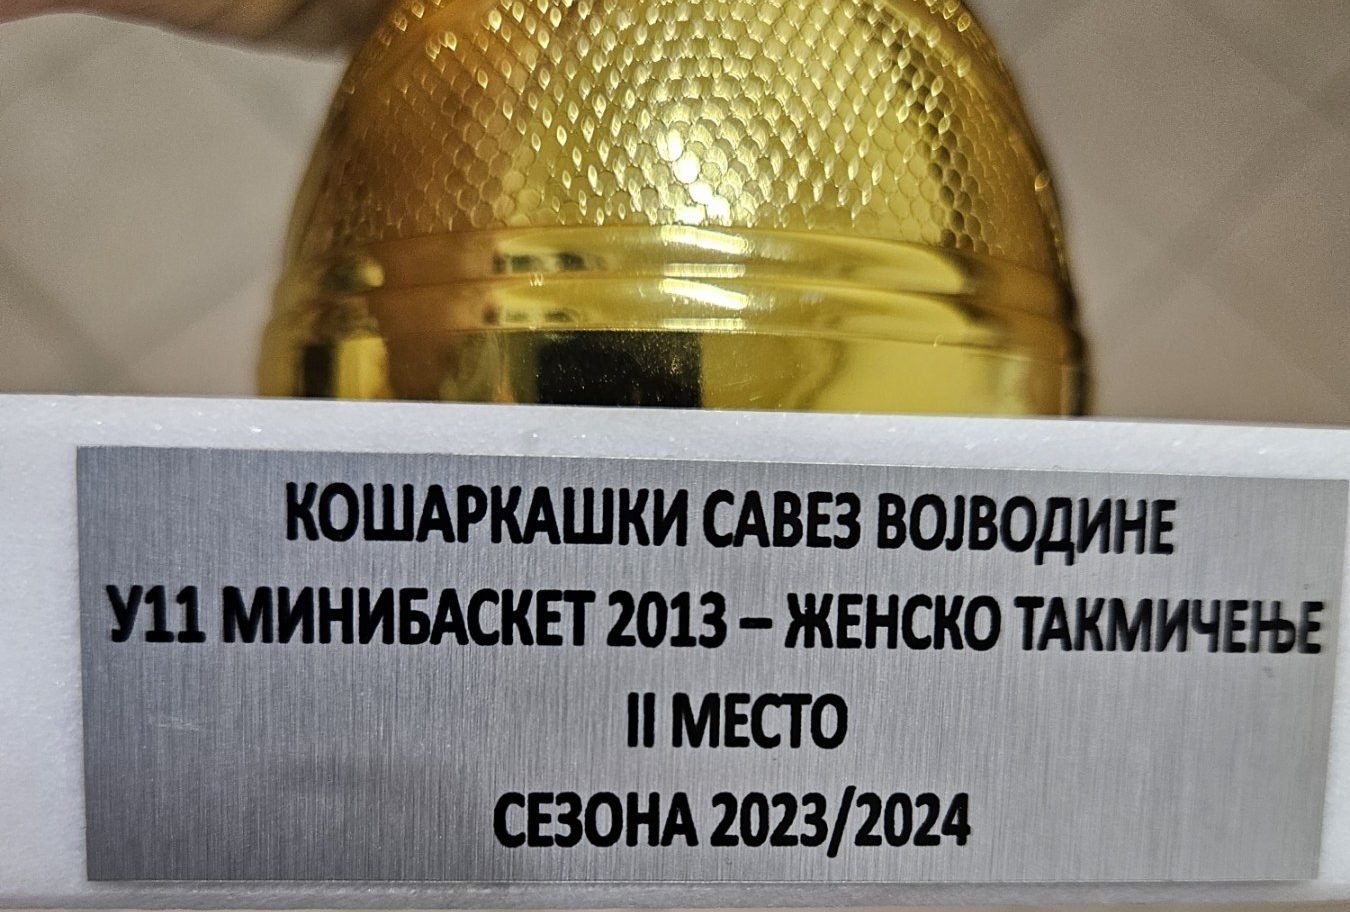 КОШАРКАШКИ САВЕЗ ВОЈВОДИНЕ
У11 МИНИБАСКЕТ 2013 – ЖЕНСКО ТАКМИЧЕЊЕ
II МЕСТО
СЕЗОНА 2023/2024